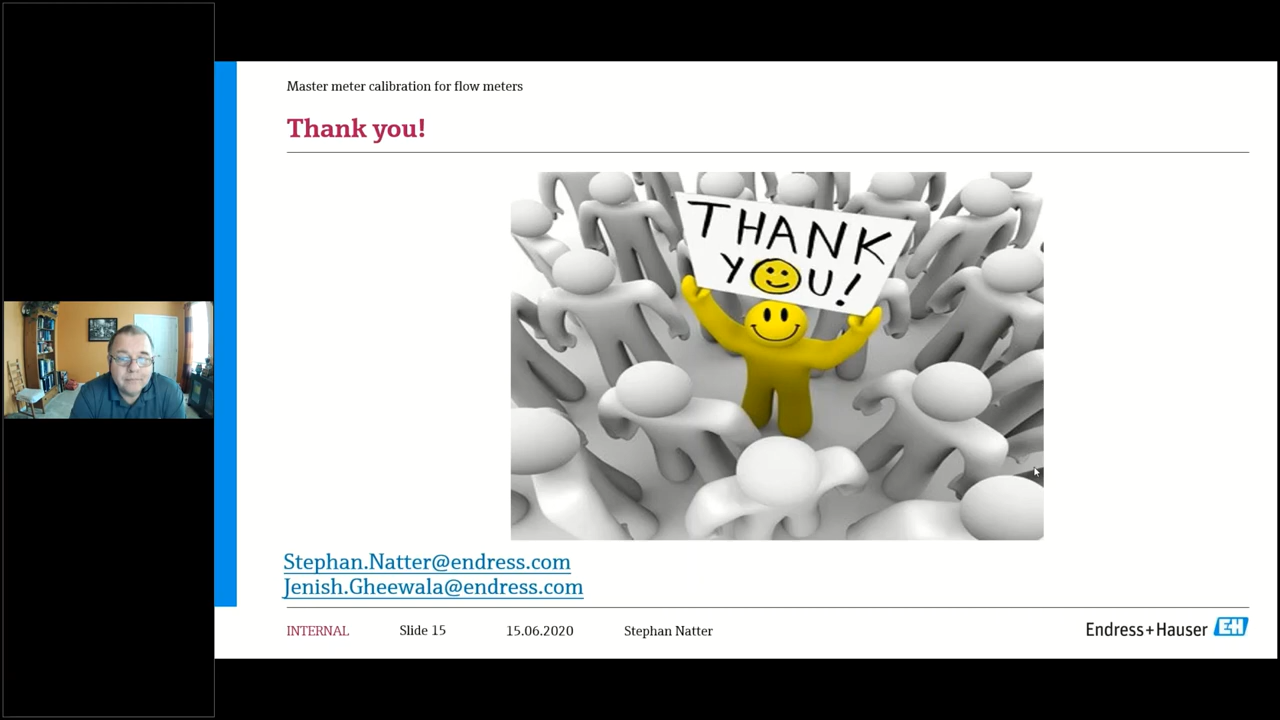 Master meter calibration for flow meters
Thank you!
THANK
YOU!
Stephan.Natter@endress.com
Jenish.Gheewala@endress.com
INTERNAL Slide 15 15.06.2020 Stephan Natter Endress+Hauser EH